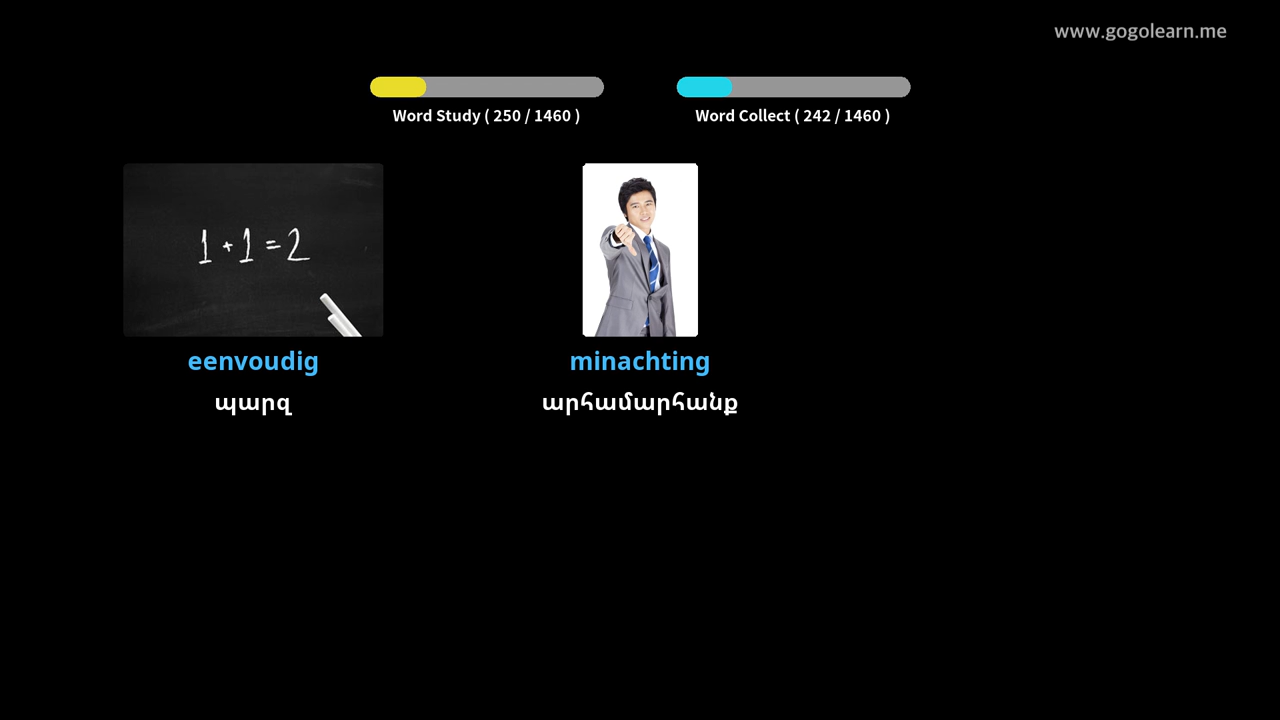 www.gogolearn.me
Word Study ( 250 / 1460 )
Word Collect ( 242 / 1460 )
1 + 1 = 2
eenvoudig
պարզ
minachting
արհամարհանք